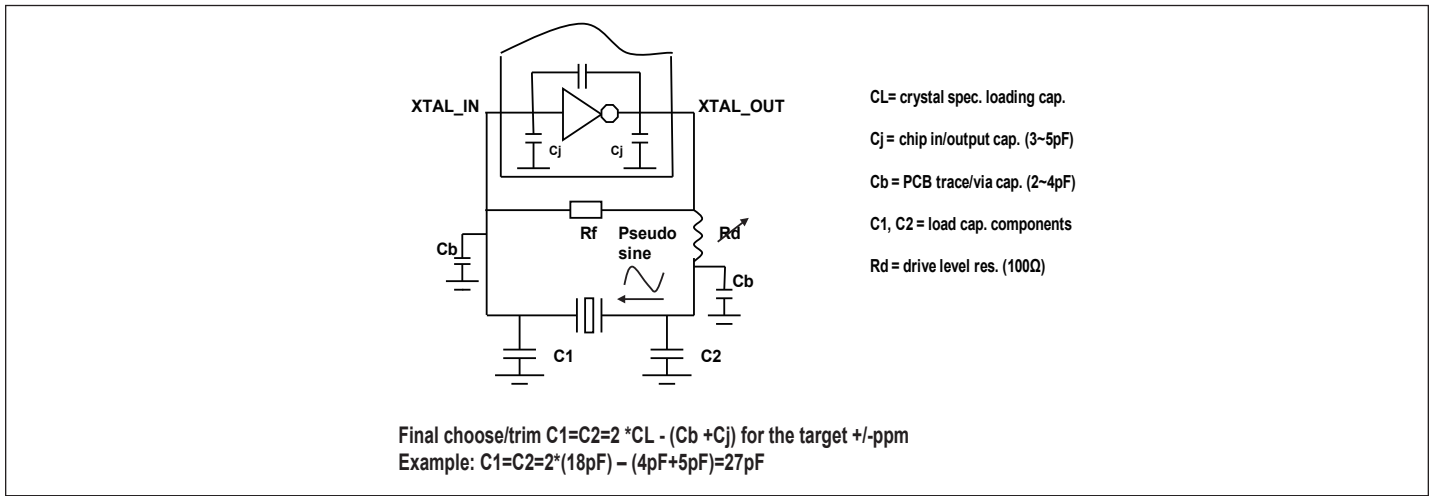 XTAL_IN
XTAL_OUT
Cj
Cj
Rf
Pseudo
sine
Rd
Cb
Cb
C1
C2
CL= crystal spec. loading cap.
Cj = chip in/output cap. (3~5pF)
Cb = PCB trace/via cap. (2~4pF)
C1, C2 = load cap. components
Rd = drive level res. (100Ω)
Final choose/trim C1=C2=2 *CL - (Cb +Cj) for the target +/-ppm
Example: C1=C2=2*(18pF) – (4pF+5pF)=27pF